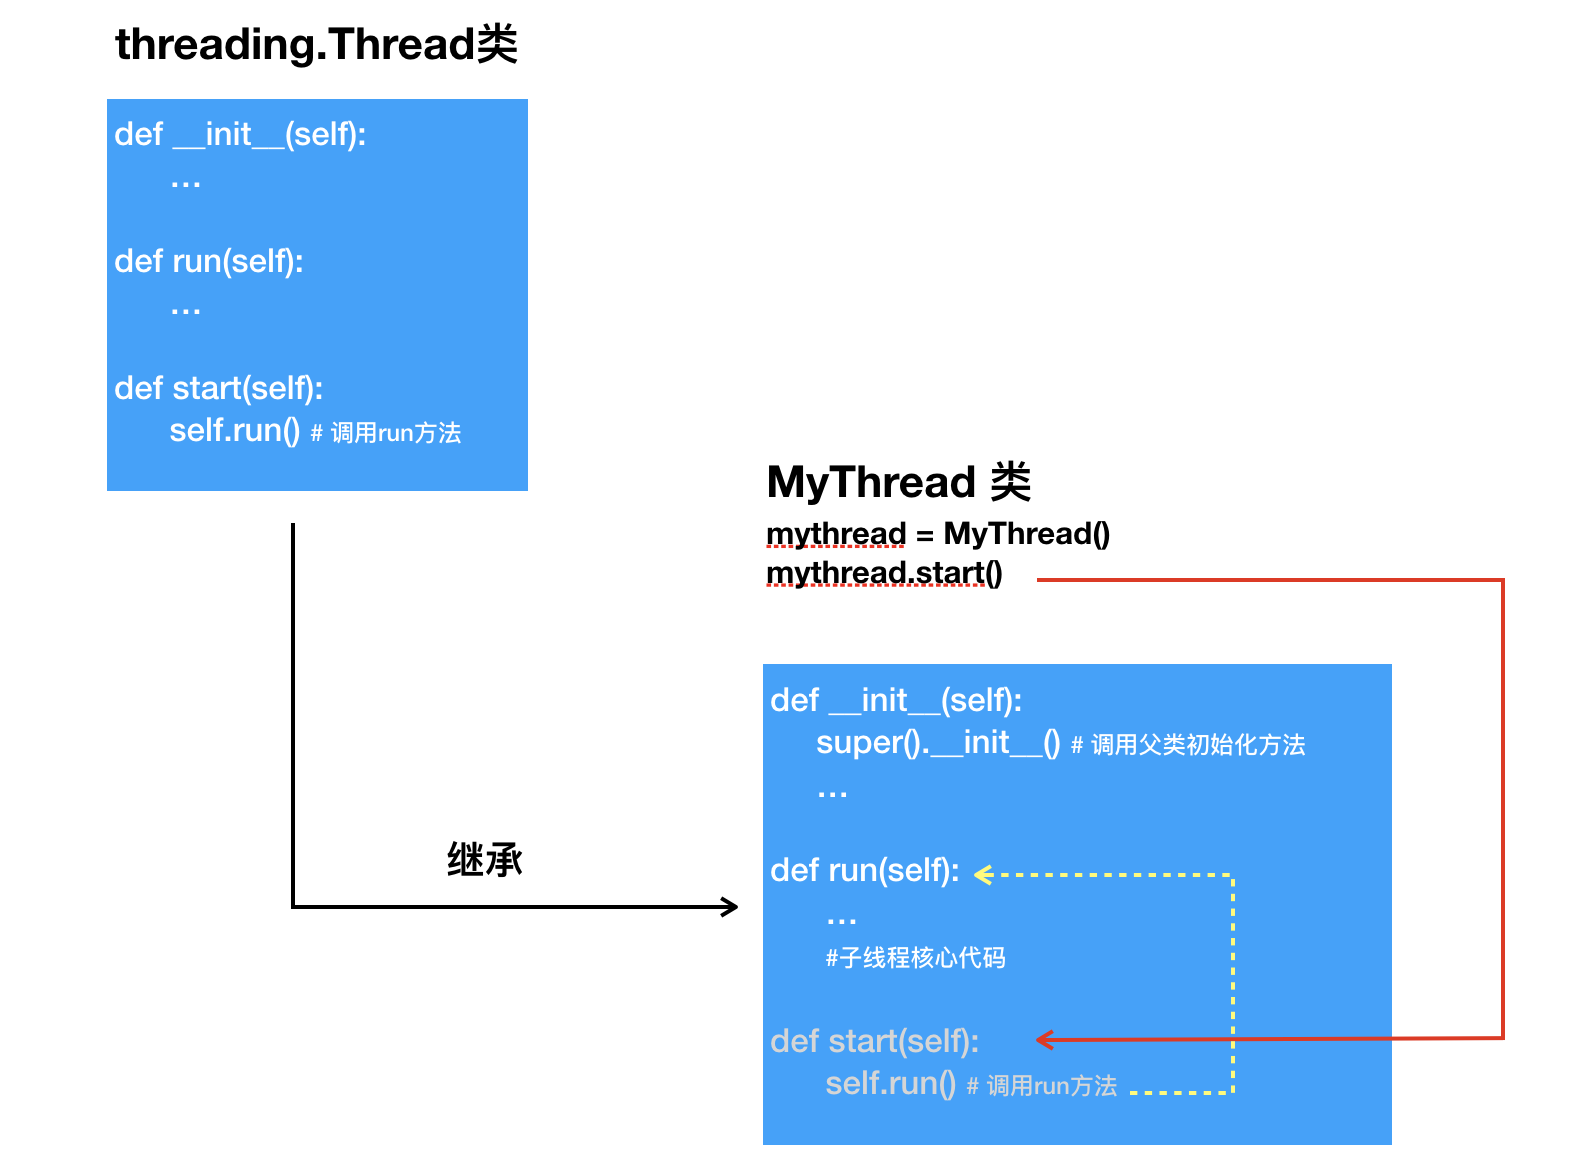 threading.Thread类
def __init__(self):
...
def run(self):
...
def start(self):
self.run() # 调用run方法
MyThread 类
mythread = MyThread()
mythread.start()
def __init__(self):
super().__init__() # 调用父类初始化方法
...
继承
def run(self):
...
#子线程核心代码
def start(self):
self.run() # 调用run方法